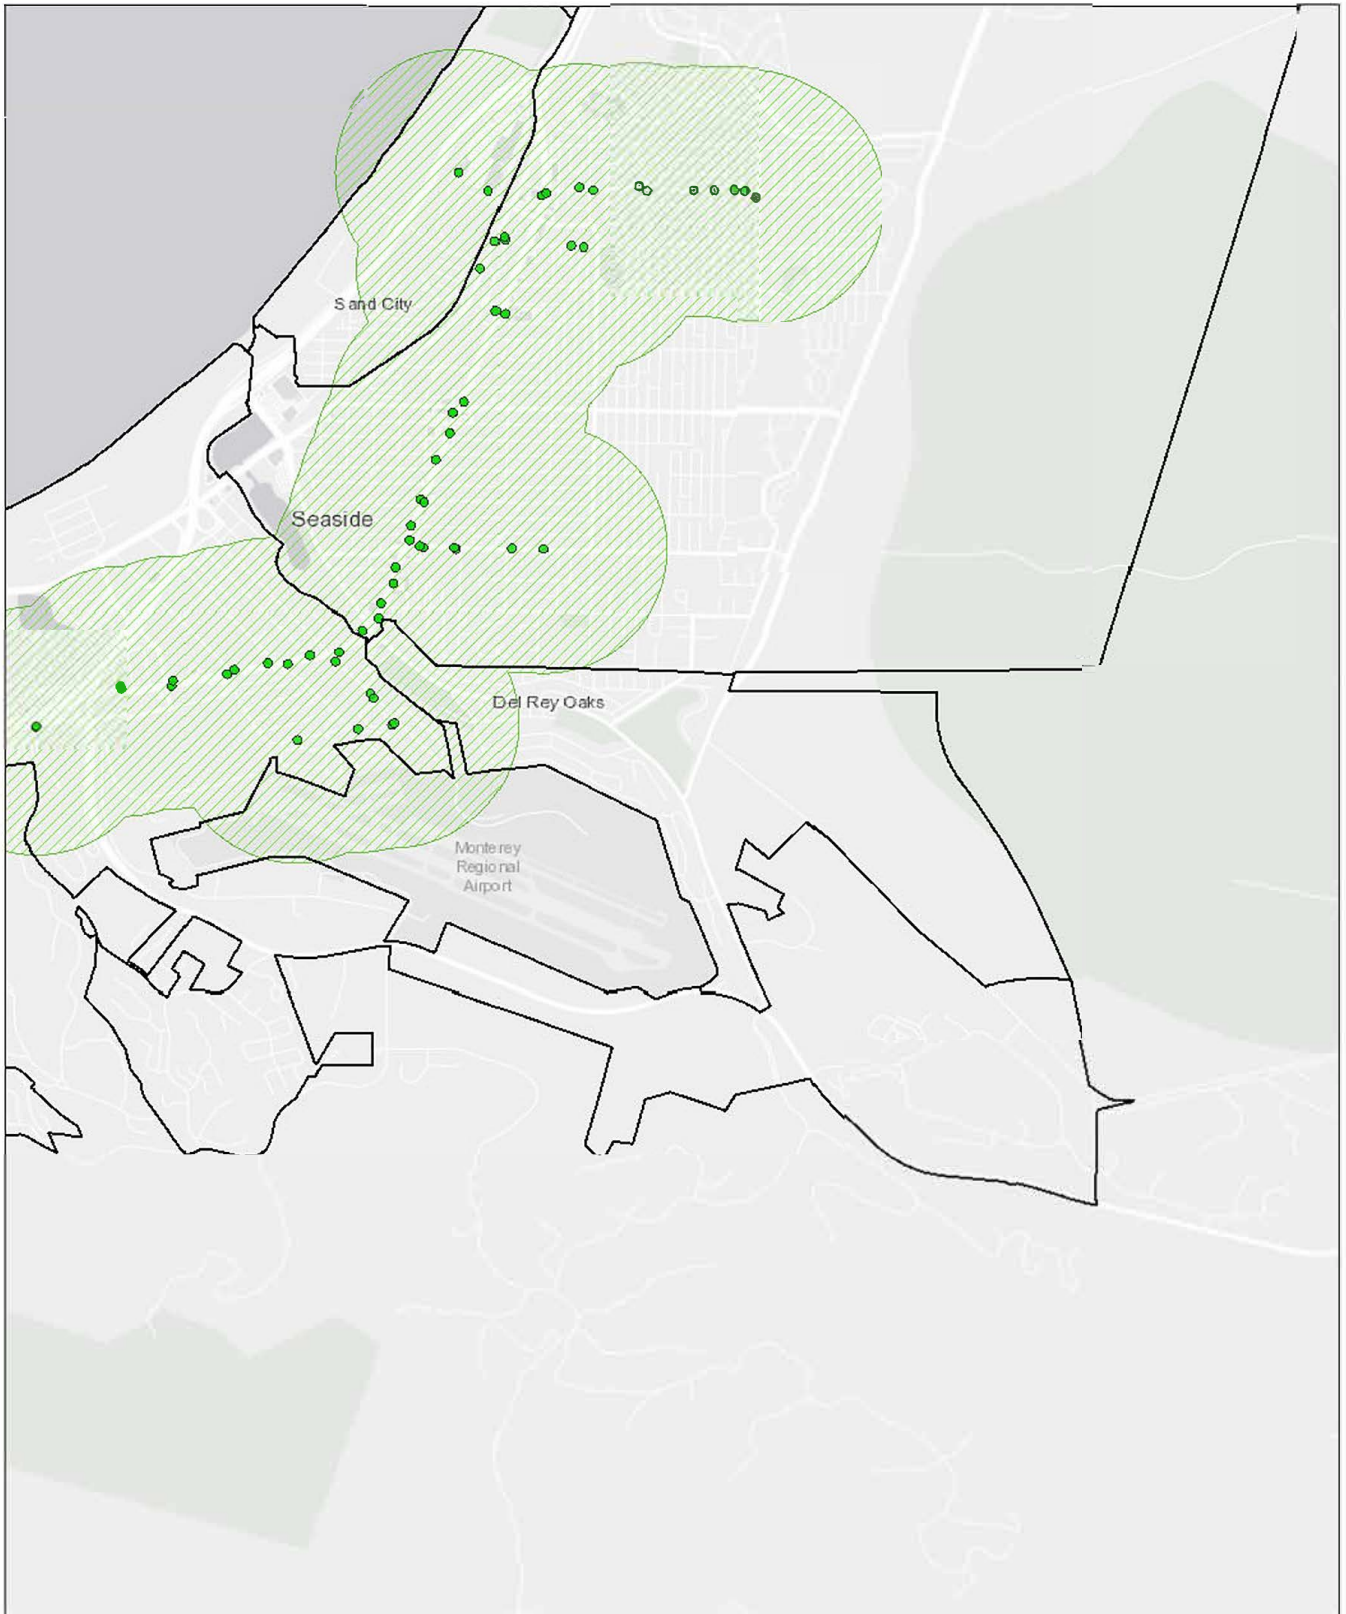 Sand City
Seaside
Del Rey Oaks
Monterey
Regional
Airport